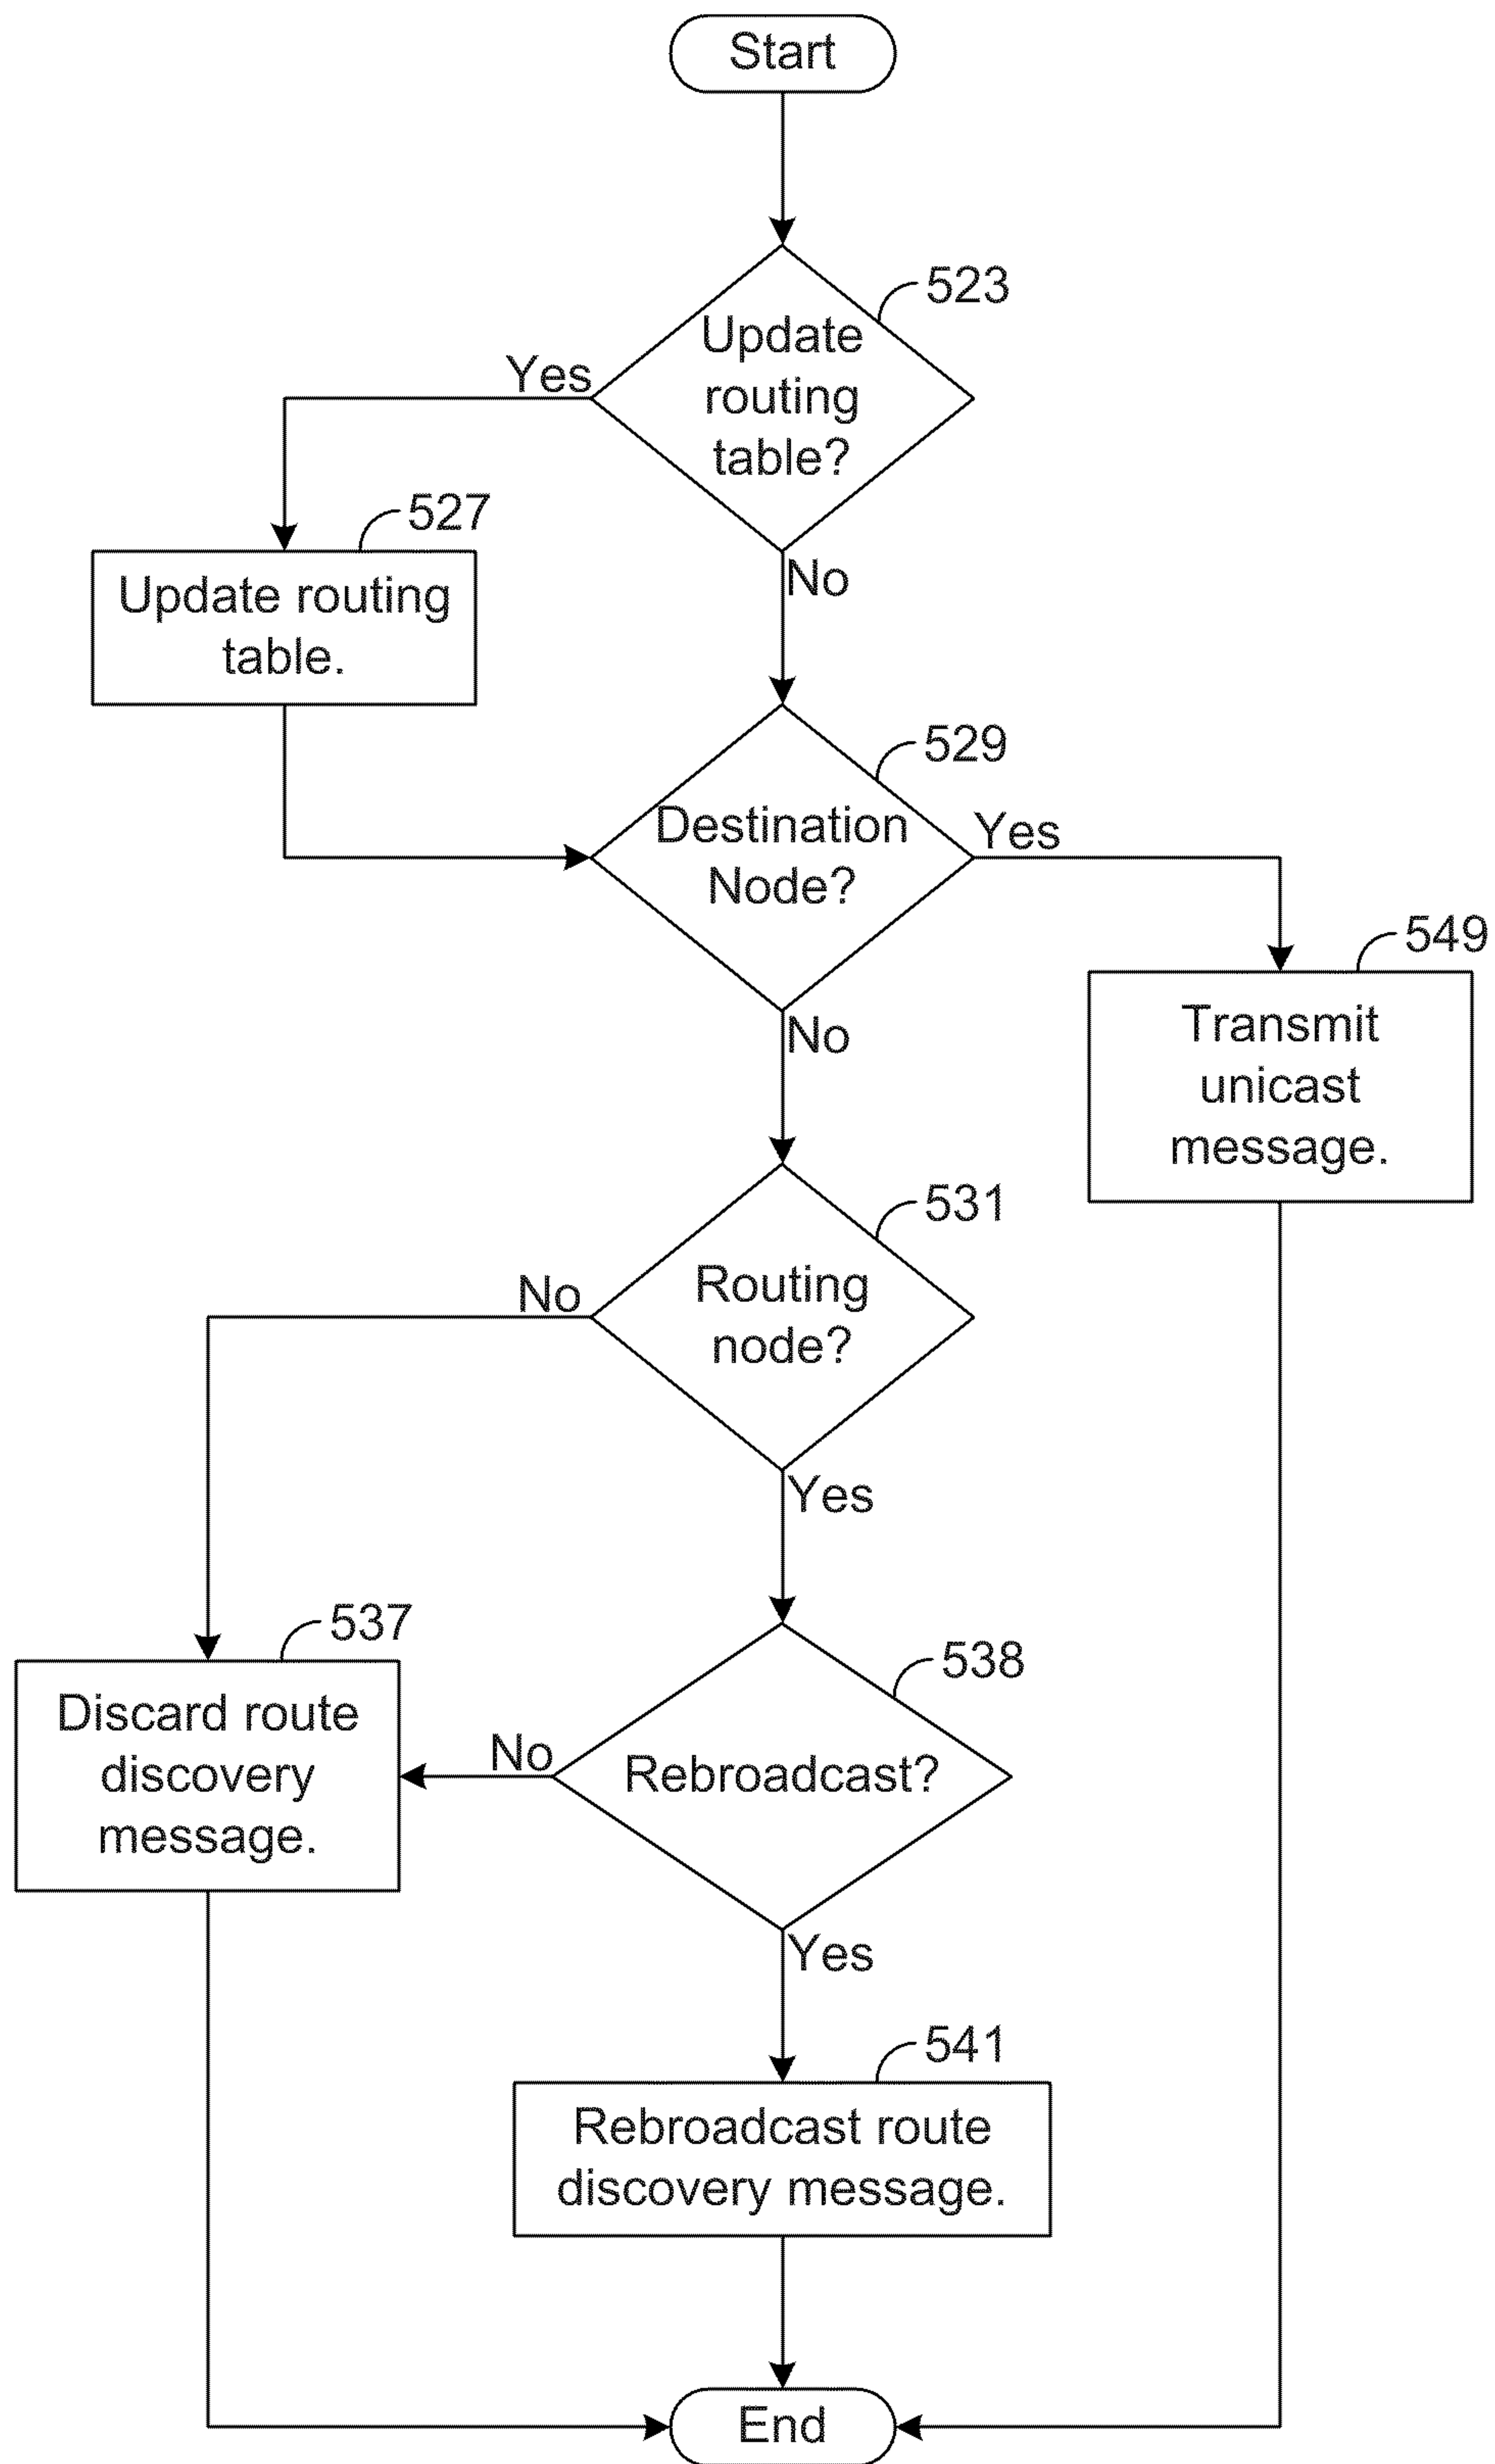 Start
523
Update
routing
table?
Yes
No
527
Update routing
table.
529
Destination
Node?
Yes
No
549
Transmit
unicast
message.
531
Routing
node?
No
Yes
537
Discard route
discovery
message.
538
Rebroadcast?
No
Yes
541
Rebroadcast route
discovery message.
End